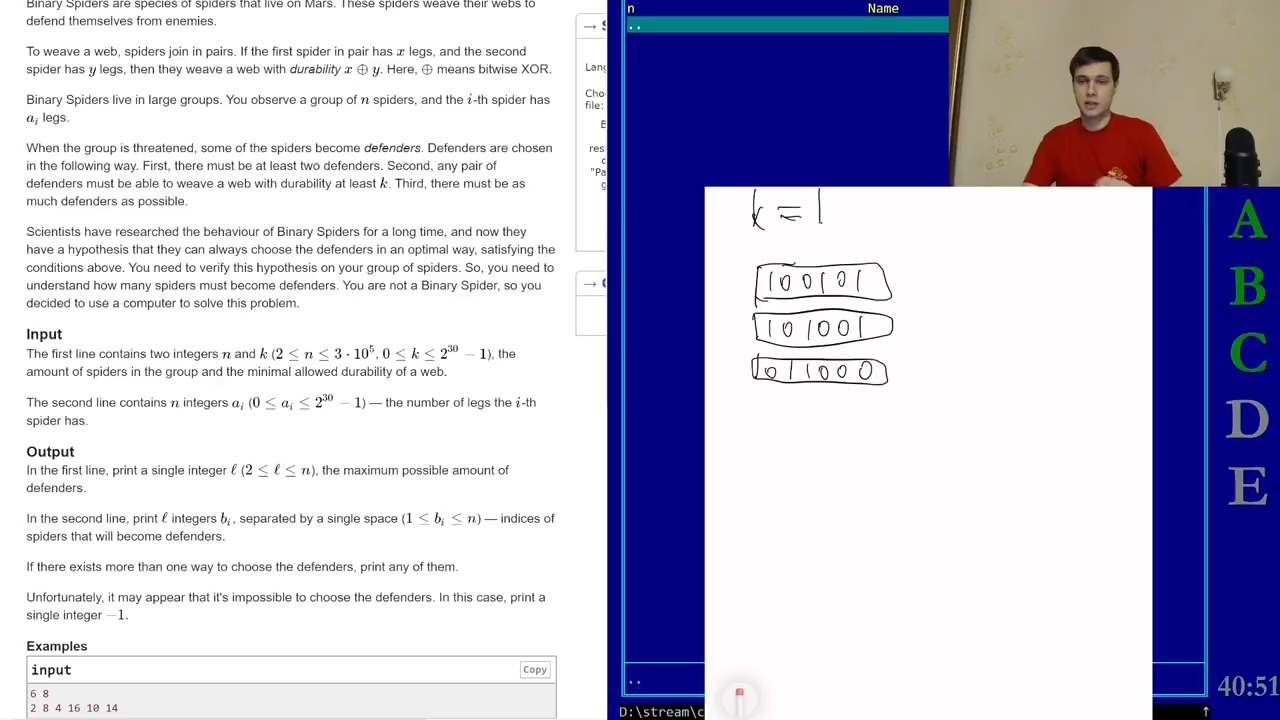 Binary Spiders are species of spiders that live on Mars. These spiders weave their webs to
defend themselves from enemies.
To weave a web, spiders join in pairs. If the first spider in pair has x legs, and the second
spider has y legs, then they weave a web with durability x ⊕ y. Here, ⊕ means bitwise XOR.
Binary Spiders live in large groups. You observe a group of n spiders, and the i-th spider has
aᵢ legs.
When the group is threatened, some of the spiders become defenders. Defenders are chosen
in the following way. First, there must be at least two defenders. Second, any pair of
defenders must be able to weave a web with durability at least k. Third, there must be as
much defenders as possible.
Scientists have researched the behaviour of Binary Spiders for a long time, and now they
have a hypothesis that they can always choose the defenders in an optimal way, satisfying the
conditions above. You need to verify this hypothesis on your group of spiders. So, you need to
understand how many spiders must become defenders. You are not a Binary Spider, so you
decided to use a computer to solve this problem.
Input
The first line contains two integers n and k (2 ≤ n ≤ 3 · 10⁵, 0 ≤ k ≤ 2³⁰ − 1), the
amount of spiders in the group and the minimal allowed durability of a web.
The second line contains n integers aᵢ (0 ≤ aᵢ ≤ 2³⁰ − 1) — the number of legs the i-th
spider has.
Output
In the first line, print a single integer ℓ (2 ≤ ℓ ≤ n), the maximum possible amount of
defenders.
In the second line, print ℓ integers bᵢ, separated by a single space (1 ≤ bᵢ ≤ n) — indices of
spiders that will become defenders.
If there exists more than one way to choose the defenders, print any of them.
Unfortunately, it may appear that it's impossible to choose the defenders. In this case, print a
single integer −1.
Examples
input
Copy
6 8
2 8 4 16 10 14
→
Lang
Choo
file:
B
res
c
"Pa
g
→
n Name
..
k = 1
100101
101001
011000
..
D:\stream\c
A
B
C
D
E
40:51
↑